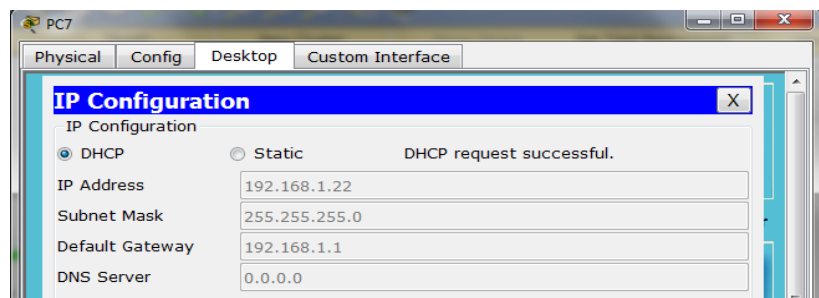 PC7
Physical Config Desktop Custom Interface
IP Configuration X
IP Configuration
DHCP Static DHCP request successful.
IP Address 192.168.1.22
Subnet Mask 255.255.255.0
Default Gateway 192.168.1.1
DNS Server 0.0.0.0